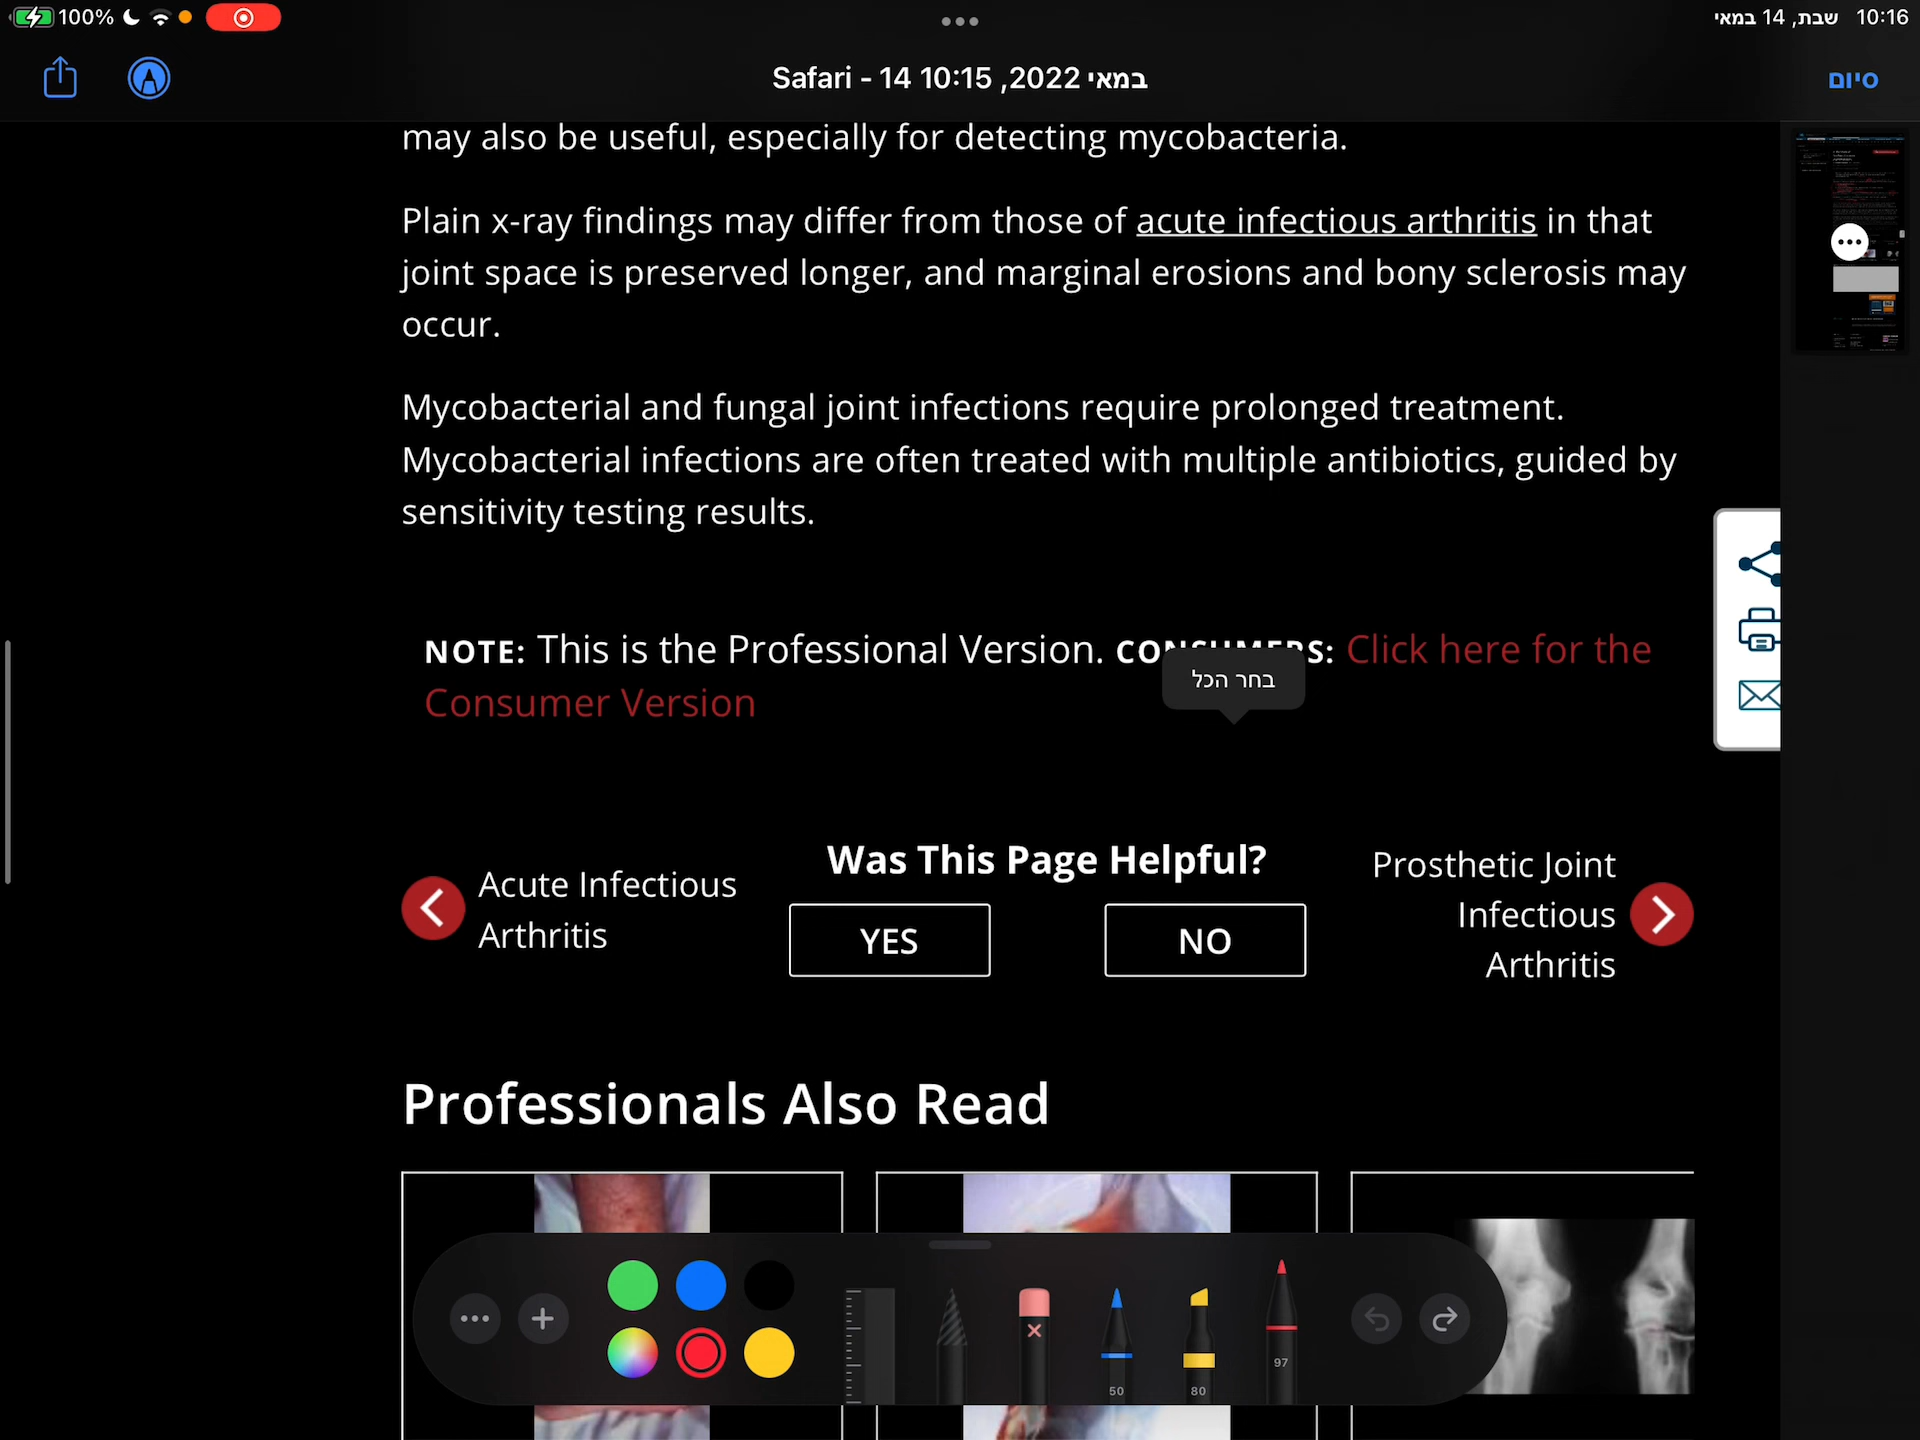 100%
שבת, 14 במאי 10:16
Safari - 14 במאי 2022, 10:15
סיום
may also be useful, especially for detecting mycobacteria.
Plain x-ray findings may differ from those of acute infectious arthritis in that
joint space is preserved longer, and marginal erosions and bony sclerosis may
occur.
Mycobacterial and fungal joint infections require prolonged treatment.
Mycobacterial infections are often treated with multiple antibiotics, guided by
sensitivity testing results.
NOTE: This is the Professional Version. CONSUMERS: Click here for the
Consumer Version
בחר הכל
Acute Infectious
Arthritis
Was This Page Helpful?
YES
NO
Prosthetic Joint
Infectious
Arthritis
Professionals Also Read
50
80
97